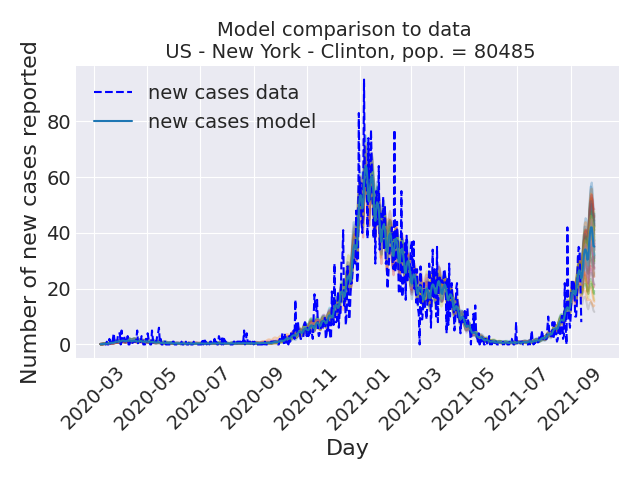 Model comparison to data
US - New York - Clinton, pop. = 80485
new cases data
new cases model
Number of new cases reported
80
60
40
20
0
2020-03
2020-05
2020-07
2020-09
2020-11
2021-01
2021-03
2021-05
2021-07
2021-09
Day